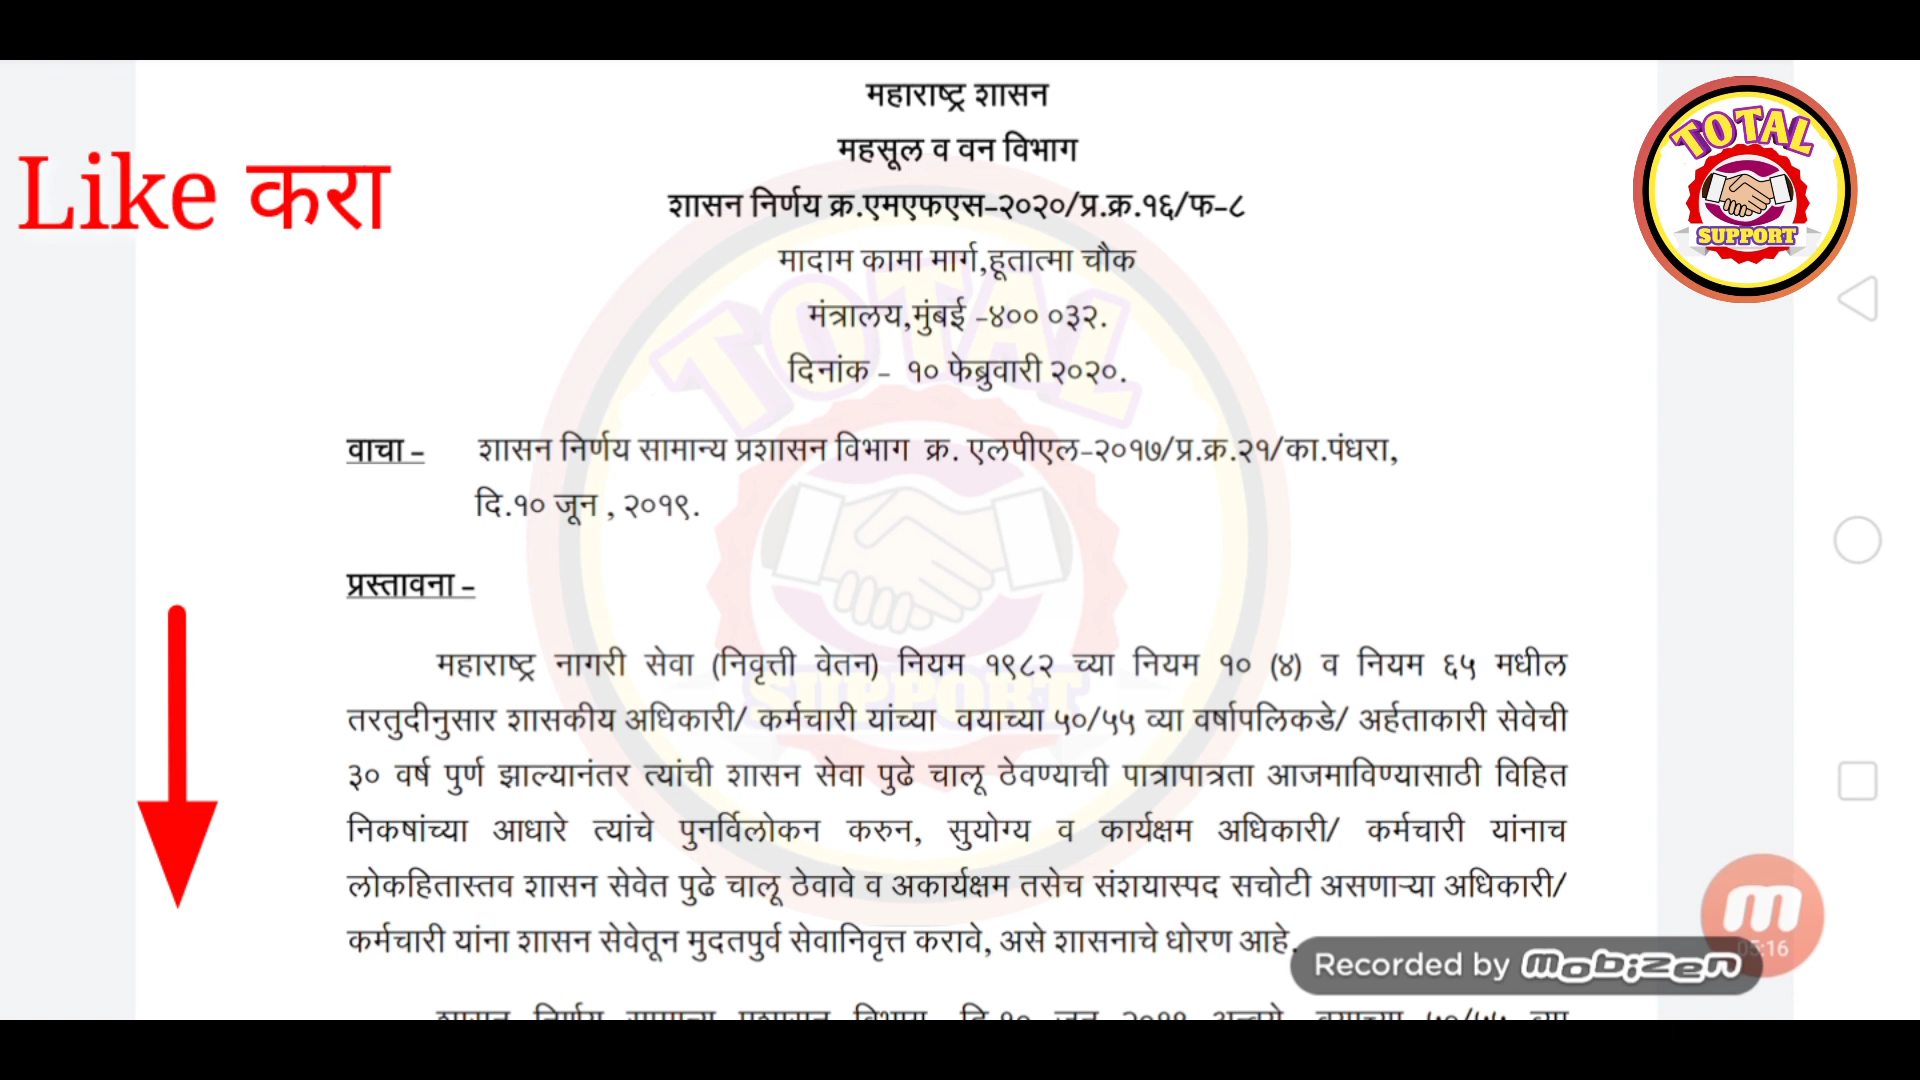 महाराष्ट्र शासन
महसूल व वन विभाग
शासन निर्णय क्र.एमएफएस-२०२०/प्र.क्र.१६/फ-८
मादाम कामा मार्ग,हूतात्मा चौक
मंत्रालय,मुंबई -४०० ०३२.
दिनांक - १० फेब्रुवारी २०२०.
Like करा
TOTAL
SUPPORT
वाचा - शासन निर्णय सामान्य प्रशासन विभाग क्र. एलपीएल-२०१७/प्र.क्र.२१/का.पंधरा,
दि.१० जून , २०१९.
प्रस्तावना -
महाराष्ट्र नागरी सेवा (निवृत्ती वेतन) नियम १९८२ च्या नियम १० (४) व नियम ६५ मधील
तरतुदीनुसार शासकीय अधिकारी/ कर्मचारी यांच्या वयाच्या ५०/५५ व्या वर्षापलिकडे/ अर्हताकारी सेवेची
३० वर्ष पुर्ण झाल्यानंतर त्यांची शासन सेवा पुढे चालू ठेवण्याची पात्रापात्रता आजमाविण्यासाठी विहित
निकषांच्या आधारे त्यांचे पुनर्विलोकन करुन, सुयोग्य व कार्यक्षम अधिकारी/ कर्मचारी यांनाच
लोकहितास्तव शासन सेवेत पुढे चालू ठेवावे व अकार्यक्षम तसेच संशयास्पद सचोटी असणाऱ्या अधिकारी/
कर्मचारी यांना शासन सेवेतून मुदतपुर्व सेवानिवृत्त करावे, असे शासनाचे धोरण आहे.
TOTAL
SUPPORT
05:16
Recorded by mobizen